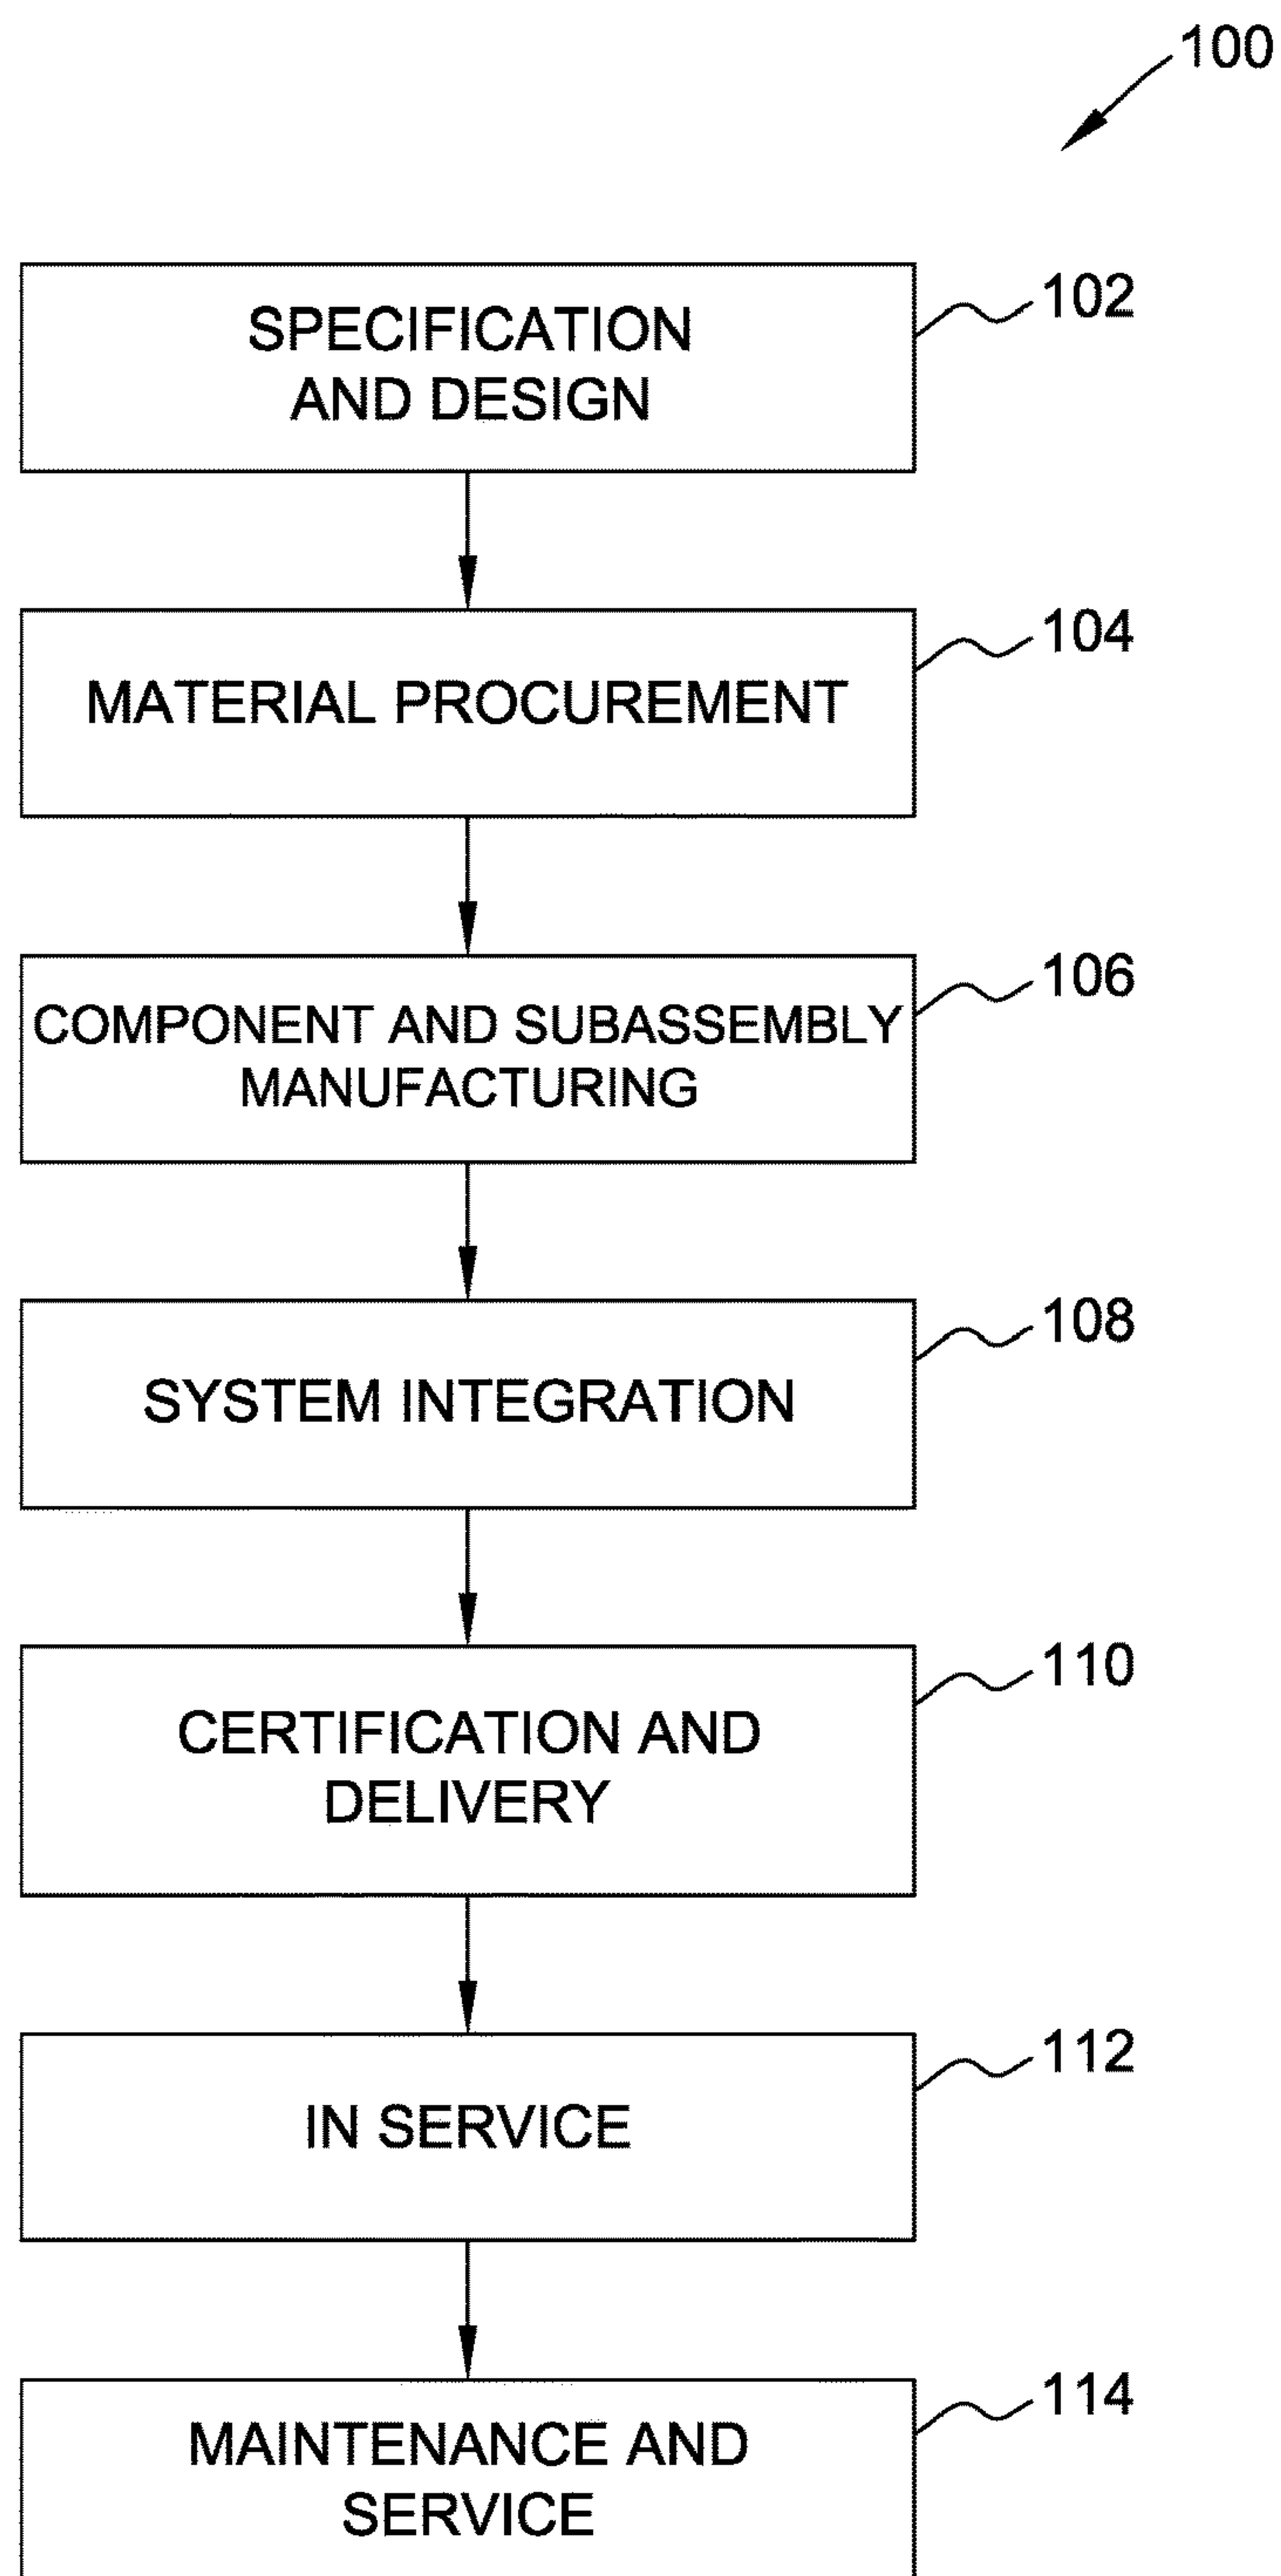 100
SPECIFICATION
AND DESIGN
102
MATERIAL PROCUREMENT
104
COMPONENT AND SUBASSEMBLY
MANUFACTURING
106
SYSTEM INTEGRATION
108
CERTIFICATION AND
DELIVERY
110
IN SERVICE
112
MAINTENANCE AND
SERVICE
114